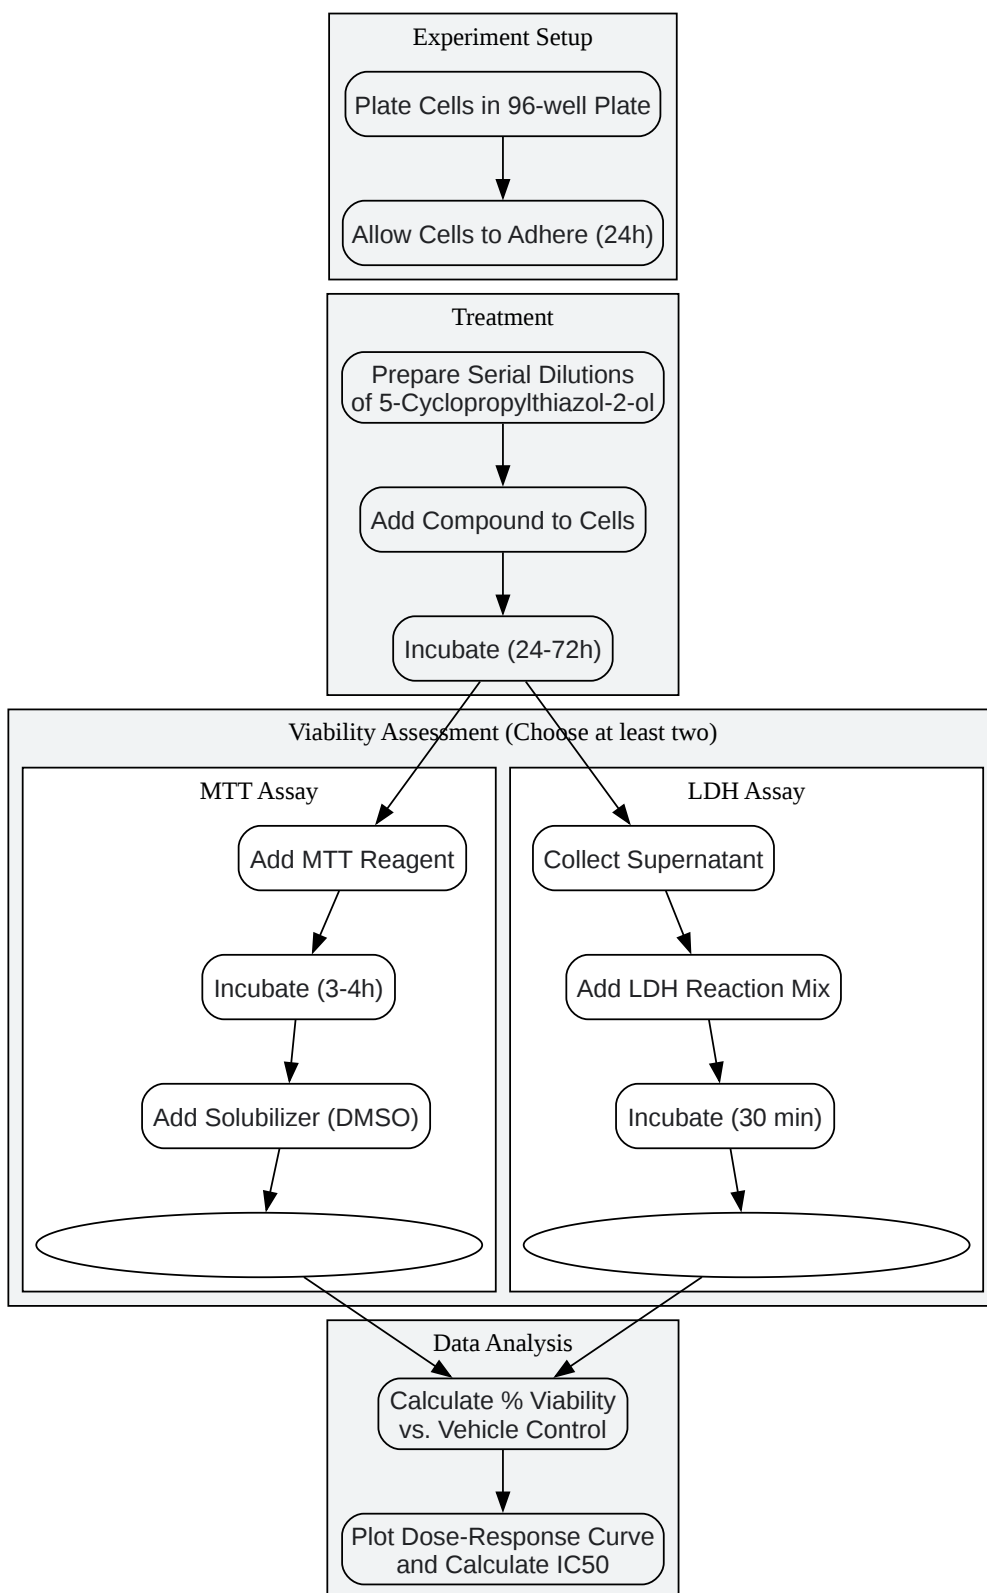 Experiment Setup
Plate Cells in 96-well Plate
Allow Cells to Adhere (24h)
Treatment
Prepare Serial Dilutions
of 5-Cyclopropylthiazol-2-ol
Add Compound to Cells
Incubate (24-72h)
Viability Assessment (Choose at least two)
MTT Assay
Add MTT Reagent
Incubate (3-4h)
Add Solubilizer (DMSO)
LDH Assay
Collect Supernatant
Add LDH Reaction Mix
Incubate (30 min)
Data Analysis
Calculate % Viability
vs. Vehicle Control
Plot Dose-Response Curve
and Calculate IC50